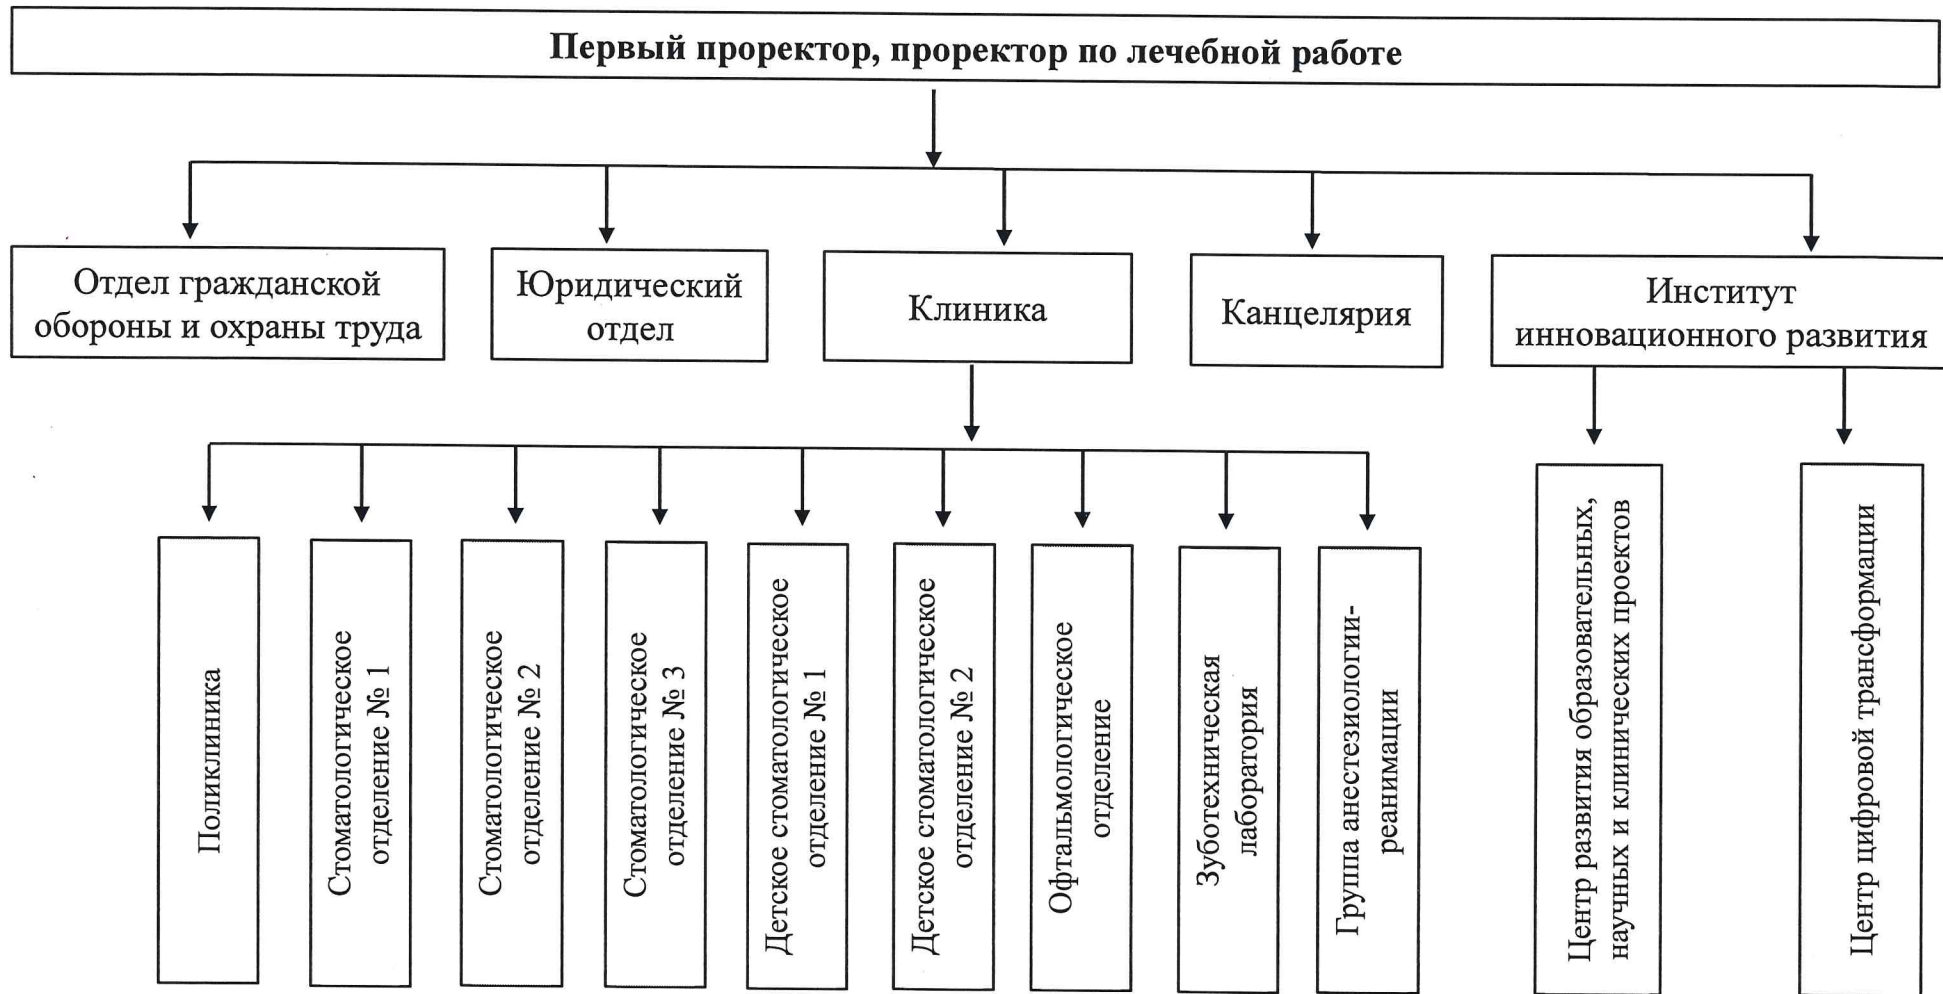 Первый проректор, проректор по лечебной работе
Отдел гражданской
обороны и охраны труда
Юридический
отдел
Клиника
Канцелярия
Институт
инновационного развития
Поликлиника
Стоматологическое
отделение № 1
Стоматологическое
отделение № 2
Стоматологическое
отделение № 3
Детское стоматологическое
отделение № 1
Детское стоматологическое
отделение № 2
Офтальмологическое
отделение
Зуботехническая
лаборатория
Группа анестезиологии-
реанимации
Центр развития образовательных,
научных и клинических проектов
Центр цифровой трансформации